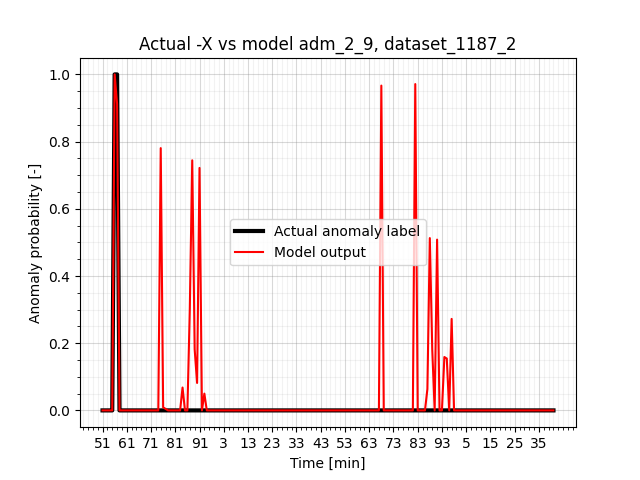 Actual -X vs model adm_2_9, dataset_1187_2
Anomaly probability [-]
1.0
0.8
0.6
0.4
0.2
0.0
Actual anomaly label
Model output
51 61 71 81 91 3 13 23 33 43 53 63 73 83 93 5 15 25 35
Time [min]